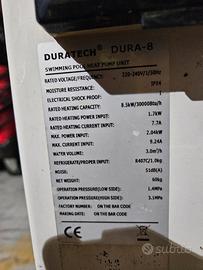 DURATECH® DURA-8
SWIMMING POOL HEAT PUMP UNIT
RATED VOLTAGE/FREQUENCY: 220-240V/1/50Hz
MOISTURE RESISTANCE: IPX4
ELECTRICAL SHOCK PROOF: I
RATED HEATING CAPACITY: 8.5kW/30000Btu/h
RATED HEATING POWER INPUT: 1.7kW
RATED HEATING CURRENT INPUT: 7.7A
MAX. POWER INPUT: 2.04kW
MAX. CURRENT INPUT: 9.24A
WATER VOLUME: 3.0m³/h
REFRIGERATE/PROPER INPUT: R407C/1.0kg
NOISE: 51dB(A)
NET WEIGHT: 60kg
OPERATION PRESSURE(LOW SIDE): 1.4MPa
OPERATION PRESSURE(HIGH SIDE): 3.5MPa
FACTORY NUMBER: ON THE BAR CODE
MAKING DATE: ON THE BAR CODE
CE
subito